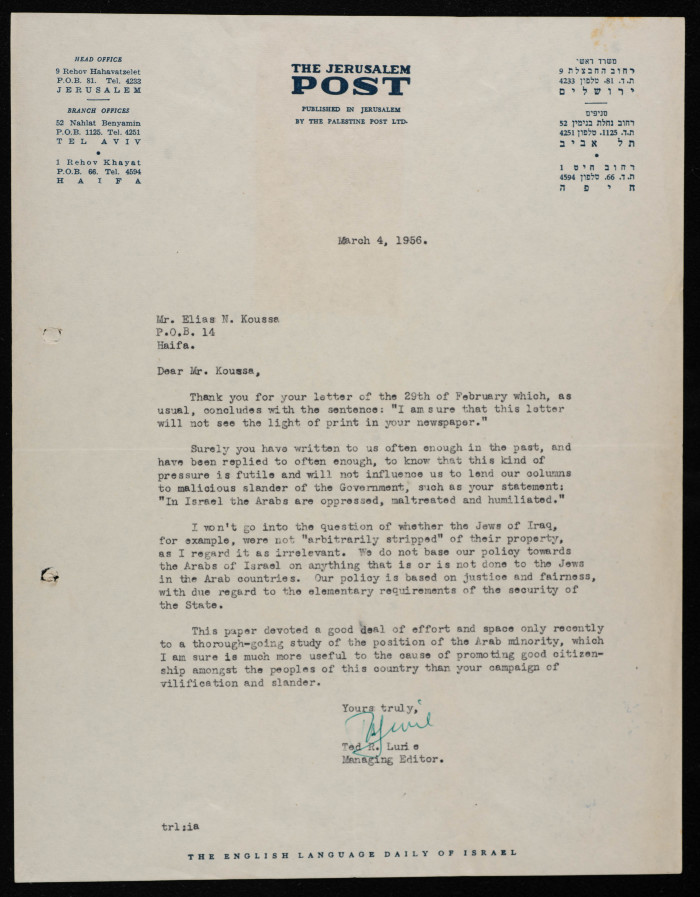 HEAD OFFICE
9 Rehov Hahavatzelet
P.O.B. 81. Tel. 4233
JERUSALEM
BRANCH OFFICES
52 Nahlat Benyamin
P.O.B. 1125. Tel. 4251
TEL AVIV
1 Rehov Khayat
P.O.B. 66. Tel. 4594
HAIFA
THE JERUSALEM
POST
PUBLISHED IN JERUSALEM
BY THE PALESTINE POST LTD.
משרד ראשי
רחוב החבצלת 9
ת.ד. 81. טלפון 4233
ירושלים
סניפים
רחוב נחלת בנימין 52
ת.ד. 1125. טלפון 4251
תל אביב
רחוב חיט 1
ת.ד. 66. טלפון 4594
חיפה
March 4, 1956.
Mr. Elias N. Koussa
P.O.B. 14
Haifa.
Dear Mr. Koussa,
Thank you for your letter of the 29th of February which, as
usual, concludes with the sentence: "I am sure that this letter
will not see the light of print in your newspaper."
Surely you have written to us often enough in the past, and
have been replied to often enough, to know that this kind of
pressure is futile and will not influence us to lend our columns
to malicious slander of the Government, such as your statement:
"In Israel the Arabs are oppressed, maltreated and humiliated."
I won't go into the question of whether the Jews of Iraq,
for example, were not "arbitrarily stripped" of their property,
as I regard it as irrelevant. We do not base our policy towards
the Arabs of Israel on anything that is or is not done to the Jews
in the Arab countries. Our policy is based on justice and fairness,
with due regard to the elementary requirements of the security of
the State.
This paper devoted a good deal of effort and space only recently
to a thorough-going study of the position of the Arab minority, which
I am sure is much more useful to the cause of promoting good citizen-
ship amongst the peoples of this country than your campaign of
vilification and slander.
Yours truly,
Ted R. Lurie
Managing Editor.
trl:ia
THE ENGLISH LANGUAGE DAILY OF ISRAEL